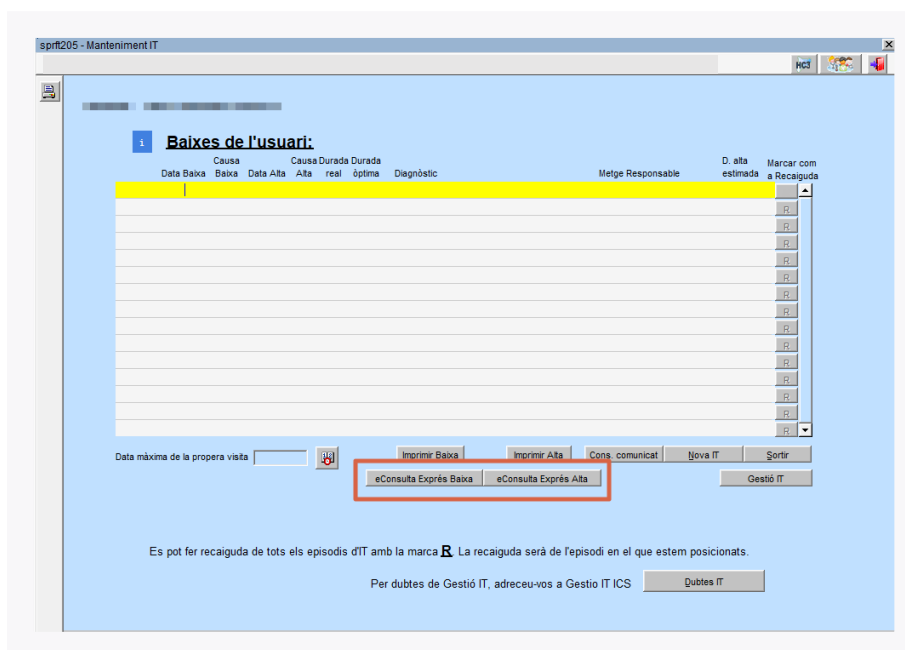 sprft205 - Manteniment IT
HC3
i
Baixes de l'usuari:
Data Baixa Causa Baixa Data Alta Causa Alta Durada real Durada òptima Diagnòstic Metge Responsable D. alta estimada Marcar com a Recaiguda
R
R
R
R
R
R
R
R
R
R
R
R
R
R
Data màxima de la propera visita Imprimir Baixa Imprimir Alta Cons. comunicat Nova IT Sortir
eConsulta Exprés Baixa eConsulta Exprés Alta Gestió IT
Es pot fer recaiguda de tots els episodis d'IT amb la marca R. La recaiguda serà de l'episodi en el que estem posicionats.
Per dubtes de Gestió IT, adreceu-vos a Gestio IT ICS Dubtes IT